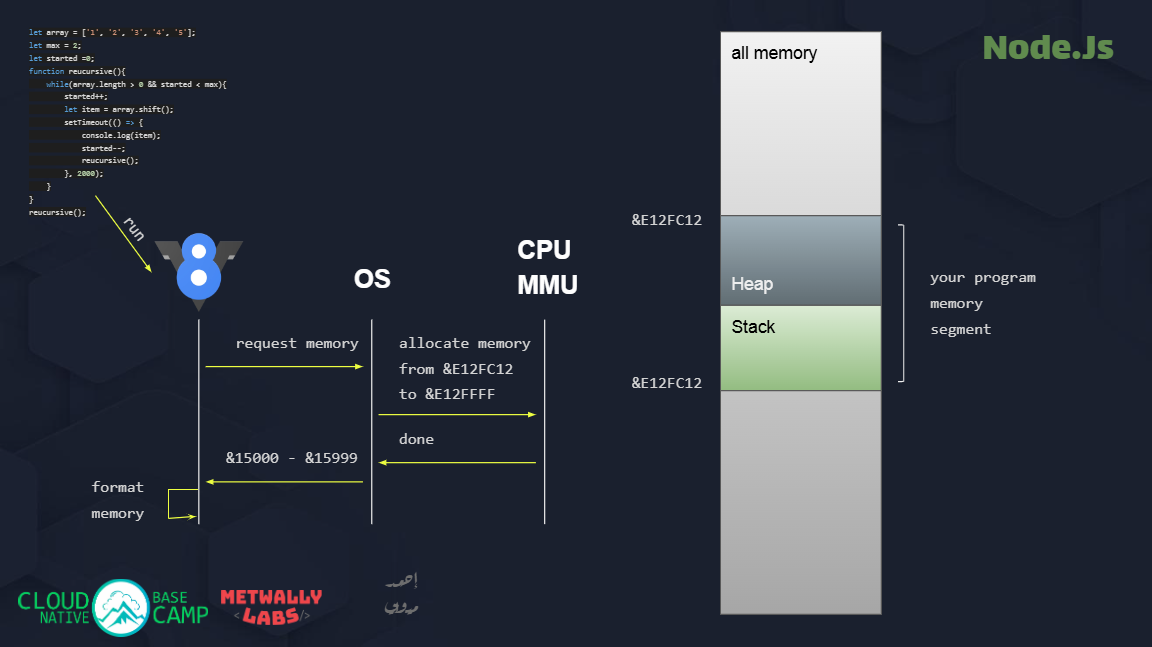 let array = ['1', '2', '3', '4', '5'];
let max = 2;
let started =0;
function reucursive(){
while(array.length > 0 && started < max){
started++;
let item = array.shift();
setTimeout(() => {
console.log(item);
started--;
reucursive();
}, 2000);
}
}
reucursive();
run
8
OS
CPU
MMU
request memory
allocate memory
from &E12FC12
to &E12FFFF
done
&15000 - &15999
format
memory
all memory
&E12FC12
Heap
Stack
&E12FC12
your program
memory
segment
Node.Js
CLOUD
NATIVE
BASE
CAMP
METWALLY
<LABS/>